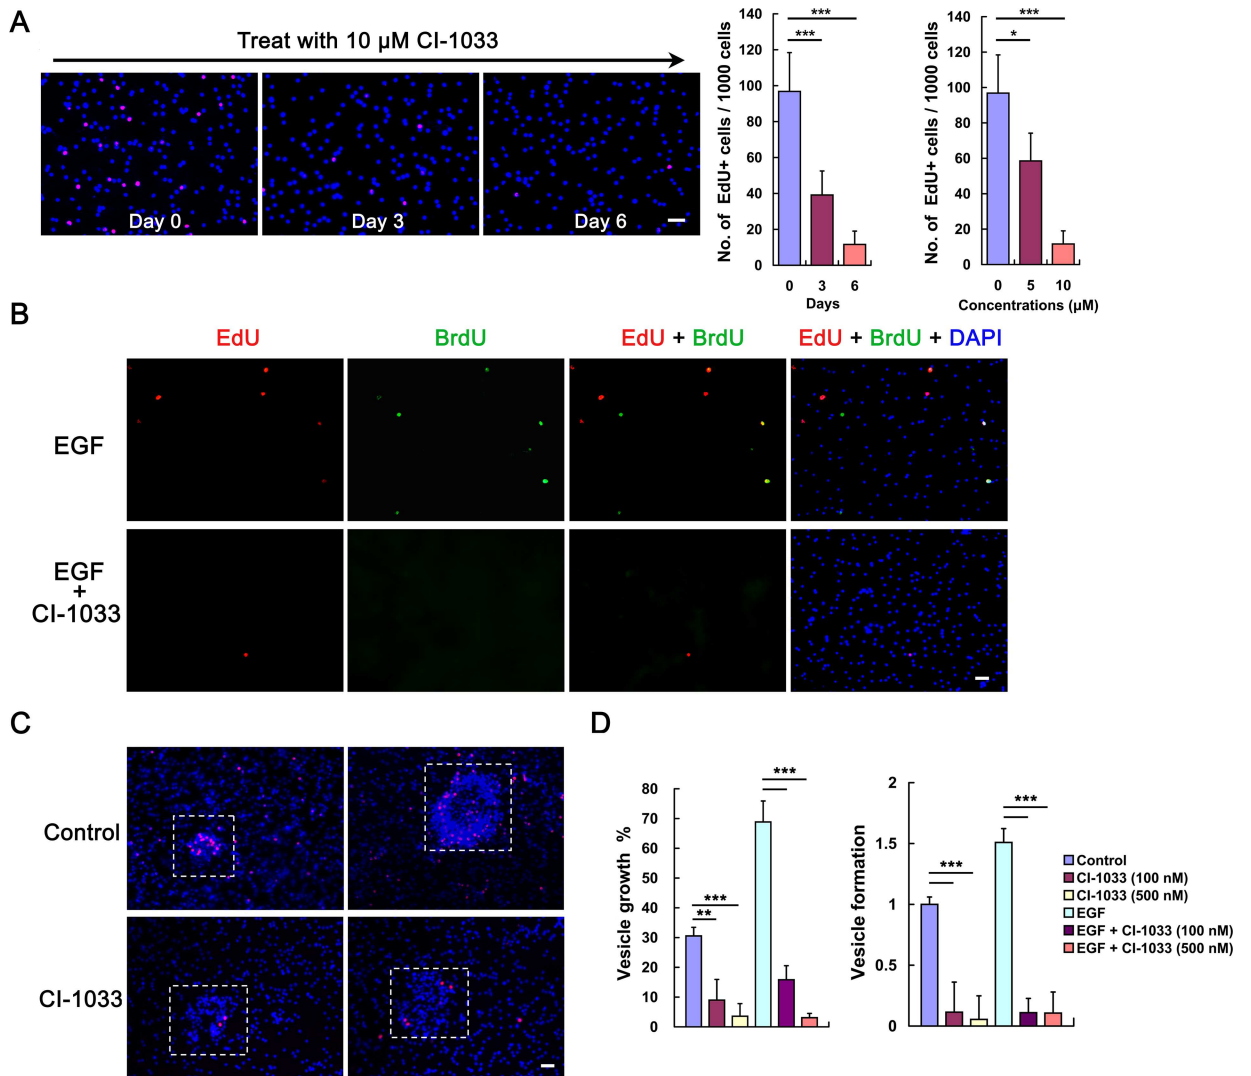 A
Treat with 10 µM CI-1033
Day 0
Day 3
Day 6
No. of EdU+ cells / 1000 cells
140
120
100
80
60
40
20
0
***
***
0 3 6
Days
No. of EdU+ cells / 1000 cells
140
120
100
80
60
40
20
0
***
*
0 5 10
Concentrations (µM)
B
EdU
BrdU
EdU + BrdU
EdU + BrdU + DAPI
EGF
EGF
+
CI-1033
C
Control
CI-1033
D
Vesicle growth %
80
70
60
50
40
30
20
10
0
***
***
**
Vesicle formation
2
1.5
1
0.5
0
***
***
Control
CI-1033 (100 nM)
CI-1033 (500 nM)
EGF
EGF + CI-1033 (100 nM)
EGF + CI-1033 (500 nM)